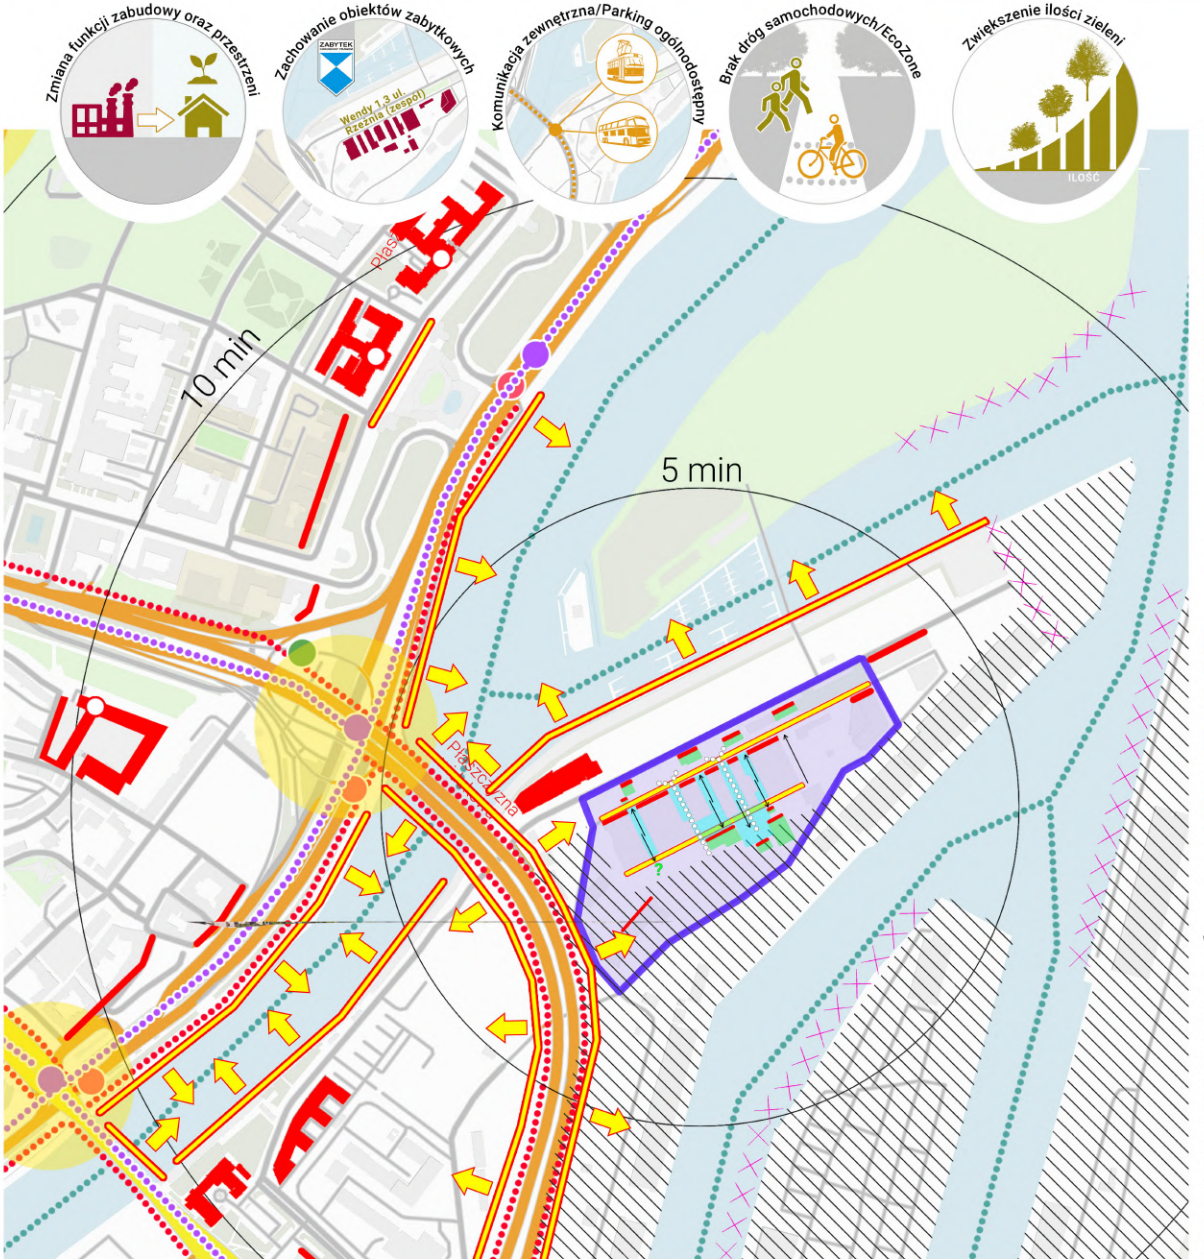 Zmiana funkcji zabudowy oraz przestrzeni
Zachowanie obiektów zabytkowych
Komunikacja zewnętrzna/Parking ogólnodostępny
Brak dróg samochodowych/EcoZone
Zwiększenie ilości zieleni
ZABYTEK
Wendy 1,3 ul.
Rzeźnia (zespół)
ILOŚĆ
10 min
5 min
Płaszczyzna
?